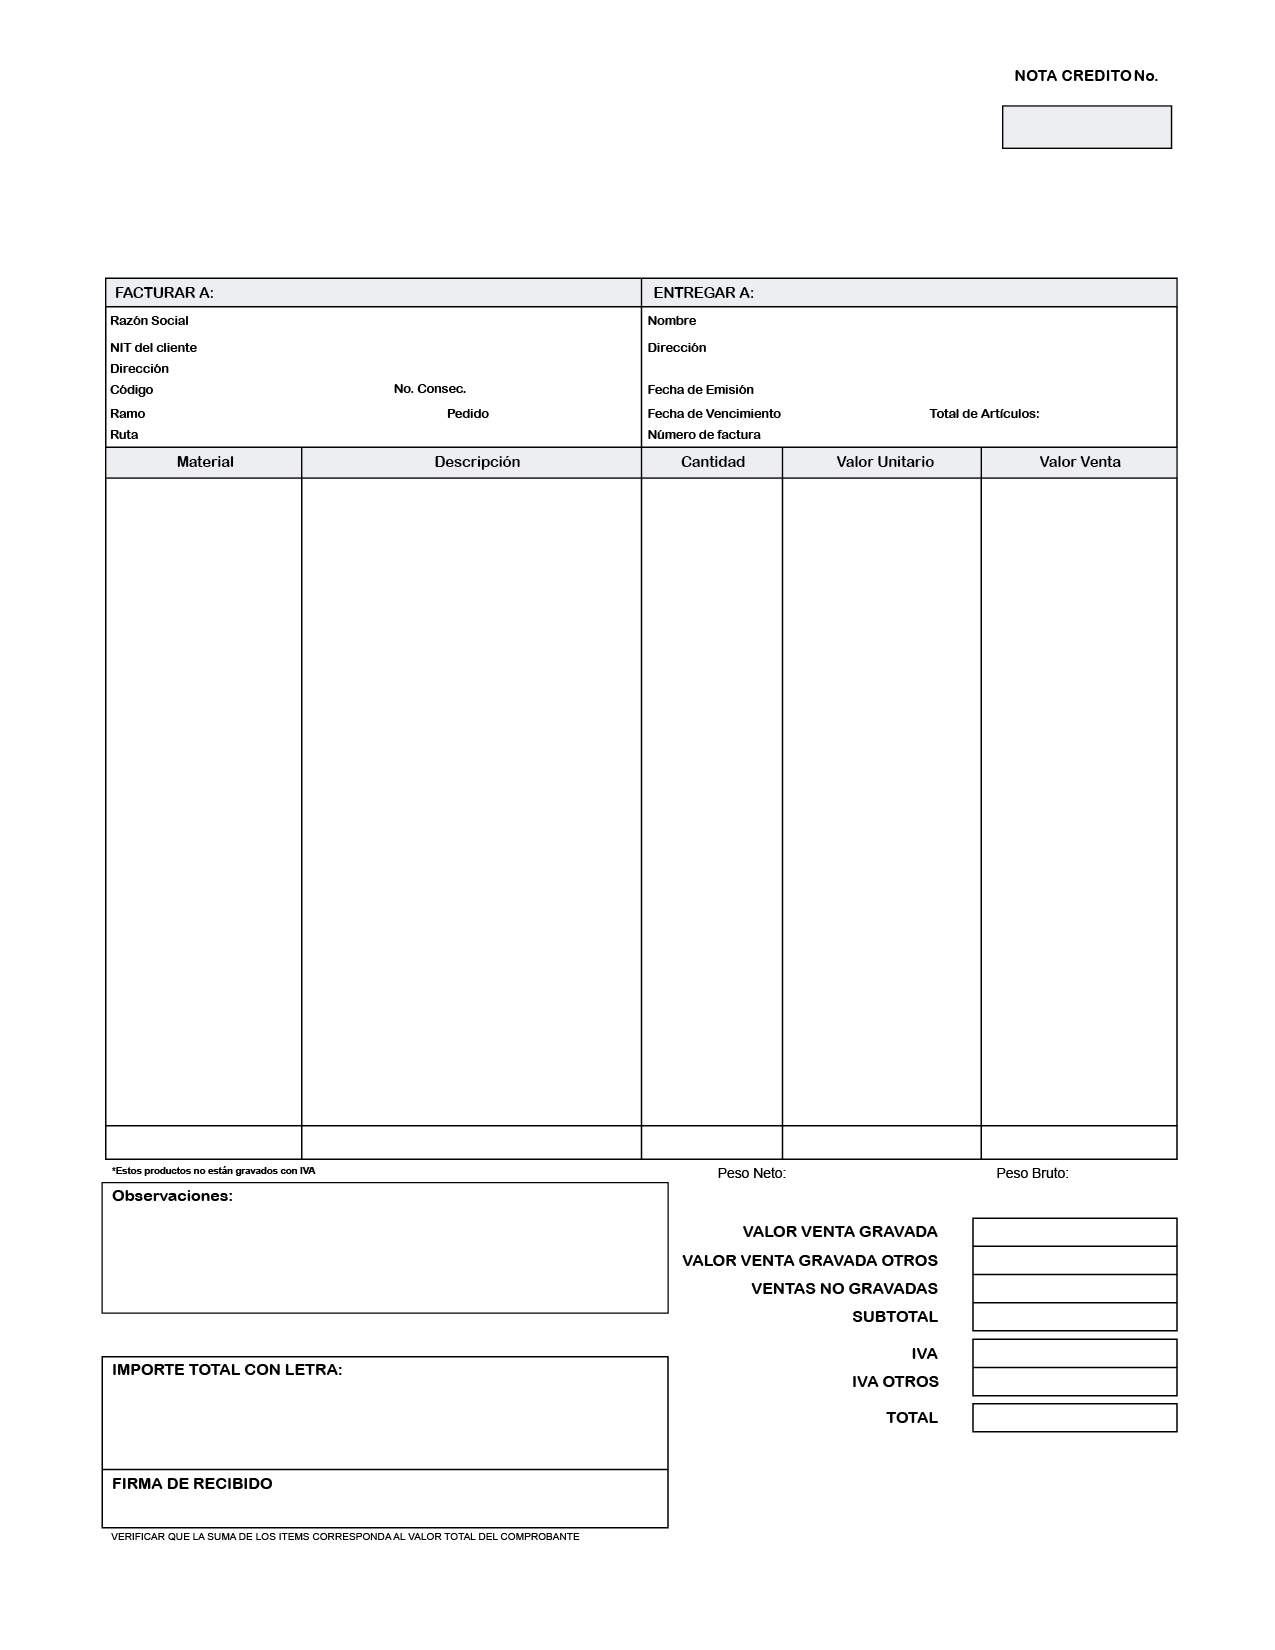 NOTA CREDITO No.
FACTURAR A: ENTREGAR A:
Razón Social Nombre
NIT del cliente Dirección
Dirección
Código No. Consec. Fecha de Emisión
Ramo Pedido Fecha de Vencimiento Total de Artículos:
Ruta Número de factura
Material Descripción Cantidad Valor Unitario Valor Venta
*Estos productos no están gravados con IVA Peso Neto: Peso Bruto:
Observaciones:
VALOR VENTA GRAVADA
VALOR VENTA GRAVADA OTROS
VENTAS NO GRAVADAS
SUBTOTAL
IVA
IMPORTE TOTAL CON LETRA:
IVA OTROS
TOTAL
FIRMA DE RECIBIDO
VERIFICAR QUE LA SUMA DE LOS ITEMS CORRESPONDA AL VALOR TOTAL DEL COMPROBANTE